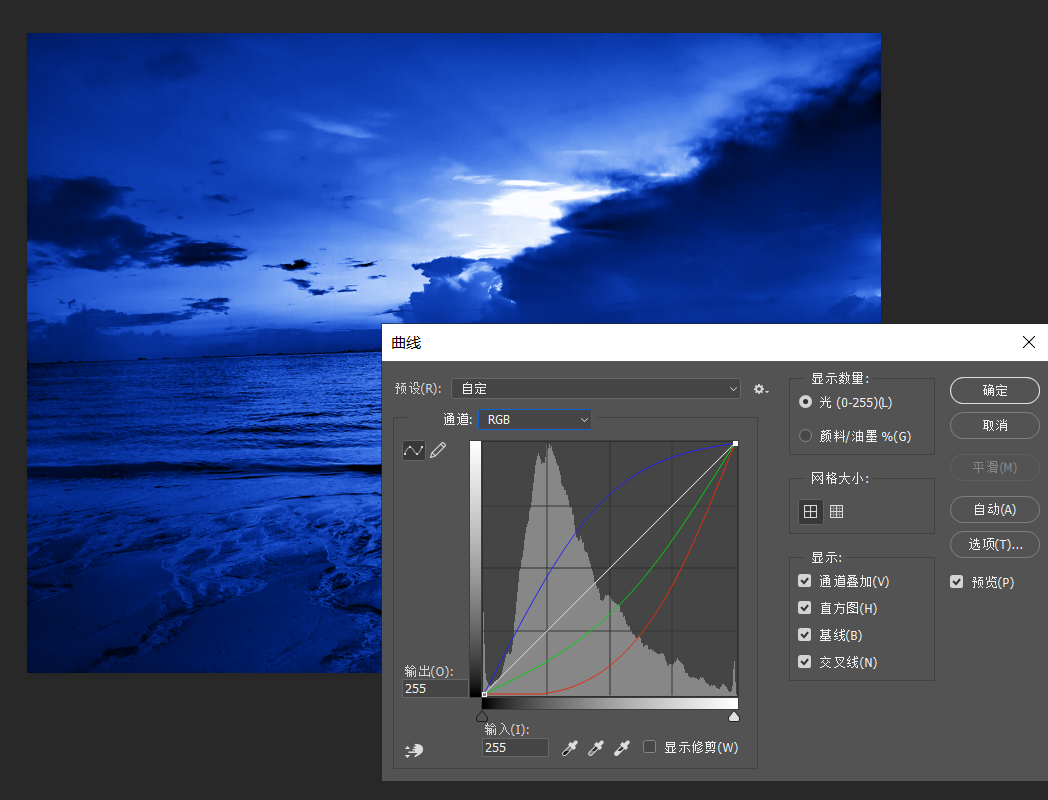 曲线
预设(R): 自定
通道: RGB
输出(O):
255
输入(I):
255
显示修剪(W)
显示数量:
光 (0-255)(L)
颜料/油墨 %(G)
网格大小:
显示:
通道叠加(V)
直方图(H)
基线(B)
交叉线(N)
确定
取消
平滑(M)
自动(A)
选项(T)...
预览(P)